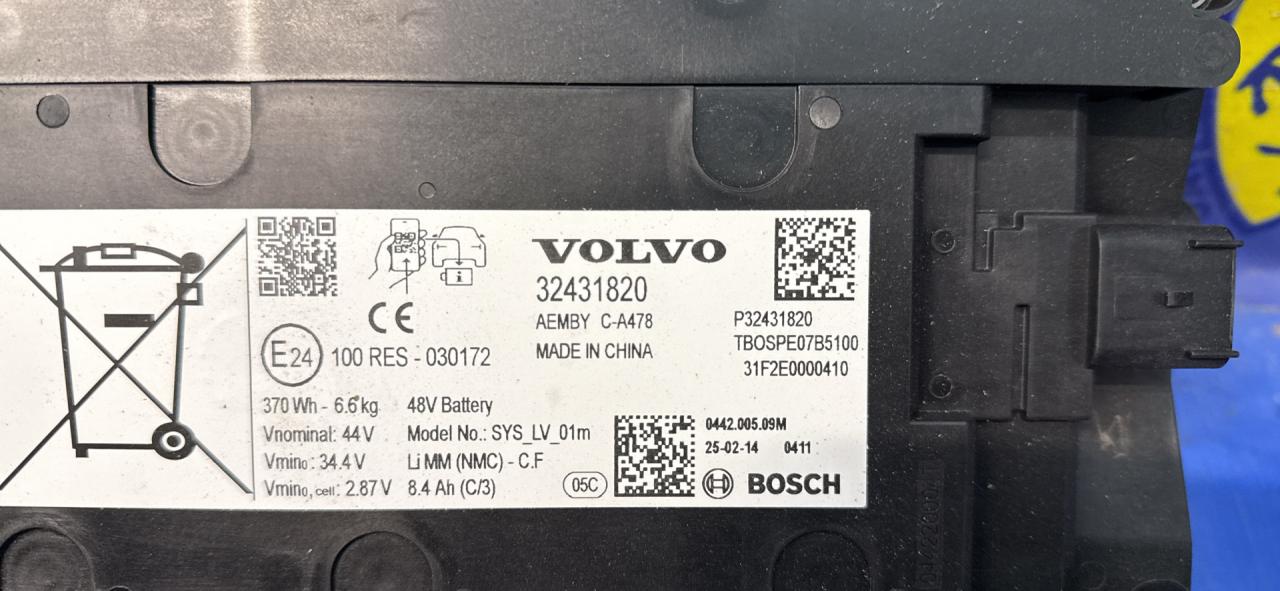 VOLVO
32431820
AEMBY C-A478
MADE IN CHINA
P32431820
TBOSPE07B5100
31F2E0000410
CE
E24 100 RES - 030172
370 Wh - 6.6 kg 48V Battery
Vnominal: 44 V Model No.: SYS_LV_01m
Vmin0: 34.4 V Li MM (NMC) - C.F
Vmin0, cell: 2.87 V 8.4 Ah (C/3)
05C
0442.005.09M
25-02-14 0411
BOSCH